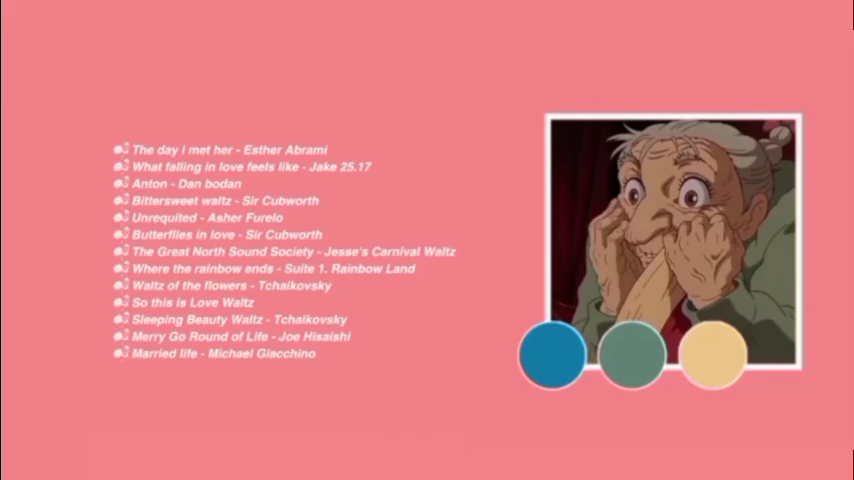 The day i met her - Esther Abrami
What falling in love feels like - Jake 25.17
Anton - Dan bodan
Bittersweet waltz - Sir Cubworth
Unrequited - Asher Furelo
Butterflies in love - Sir Cubworth
The Great North Sound Society - Jesse's Carnival Waltz
Where the rainbow ends - Suite 1. Rainbow Land
Waltz of the flowers - Tchaikovsky
So this is Love Waltz
Sleeping Beauty Waltz - Tchaikovsky
Merry Go Round of Life - Joe Hisaishi
Married life - Michael Giacchino